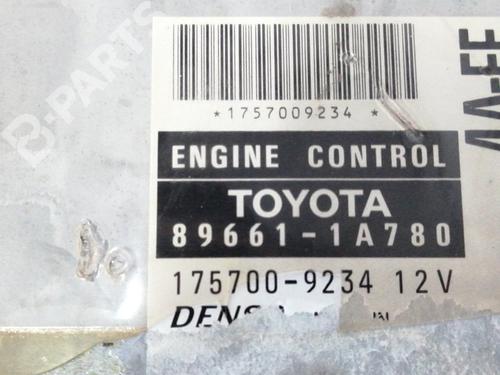 B-PARTS
* 1757009234 *
4A-FE
ENGINE CONTROL
TOYOTA
89661-1A780
175700-9234 12V